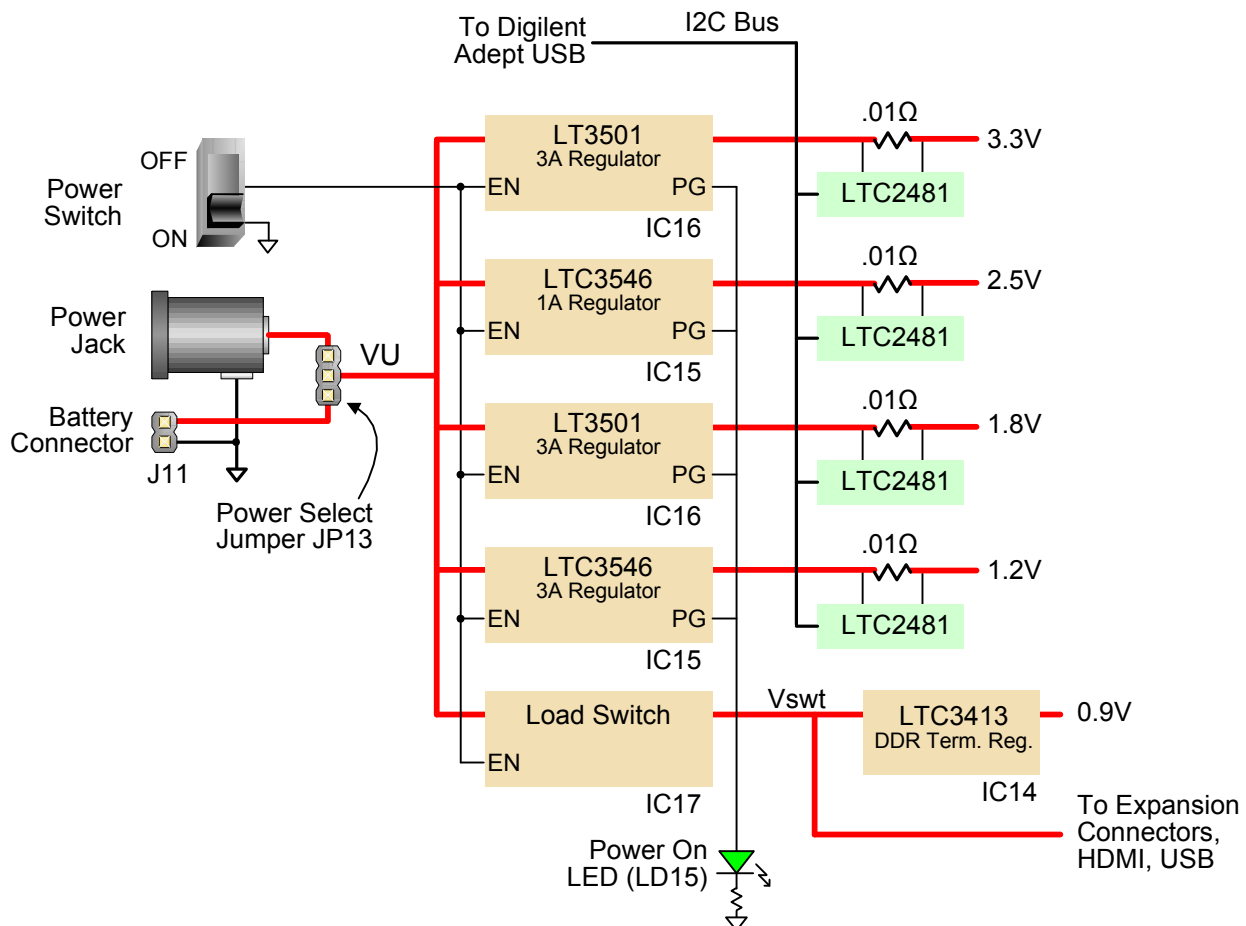 To Digilent
Adept USB
I2C Bus
OFF
Power
Switch
ON
LT3501
3A Regulator
EN
PG
IC16
.01Ω
3.3V
LTC2481
Power
Jack
VU
LTC3546
1A Regulator
EN
PG
IC15
.01Ω
2.5V
LTC2481
Battery
Connector
J11
Power Select
Jumper JP13
LT3501
3A Regulator
EN
PG
IC16
.01Ω
1.8V
LTC2481
LTC3546
3A Regulator
EN
PG
IC15
.01Ω
1.2V
LTC2481
Load Switch
EN
IC17
Vswt
LTC3413
DDR Term. Reg.
IC14
0.9V
To Expansion
Connectors,
HDMI, USB
Power On
LED (LD15)